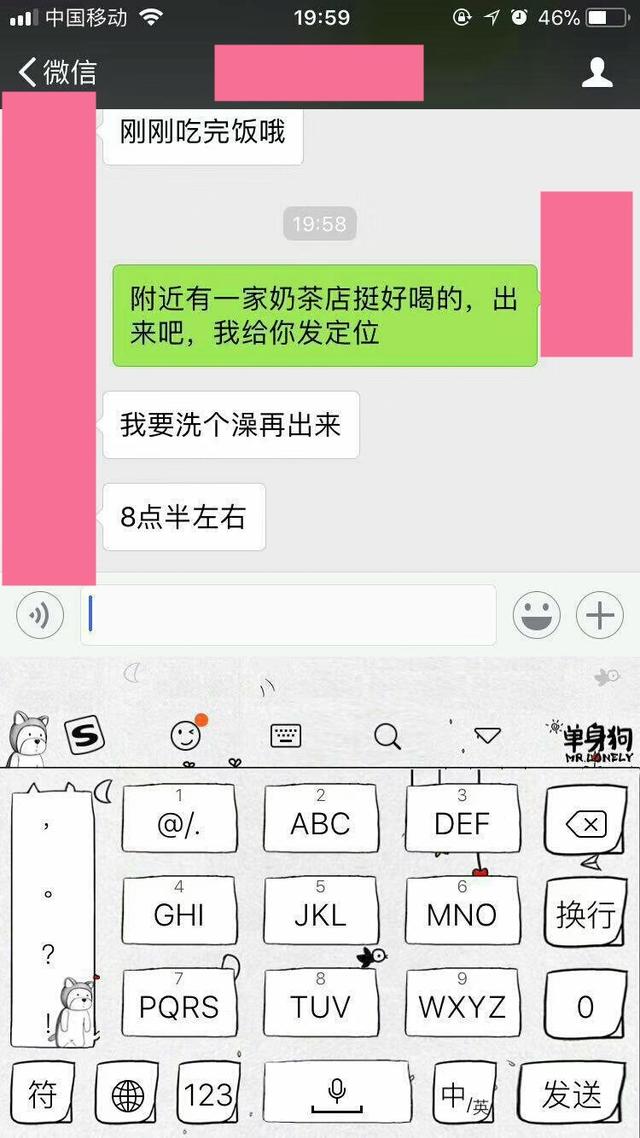 中国移动
19:59
46%
微信
刚刚吃完饭哦
19:58
附近有一家奶茶店挺好喝的，出
来吧，我给你发定位
我要洗个澡再出来
8点半左右
S
单身狗
MR.LONELY
，
。
?
!
1
@/.
2
ABC
3
DEF
4
GHI
5
JKL
6
MNO
换行
7
PQRS
8
TUV
9
WXYZ
0
符
123
中/英
发送